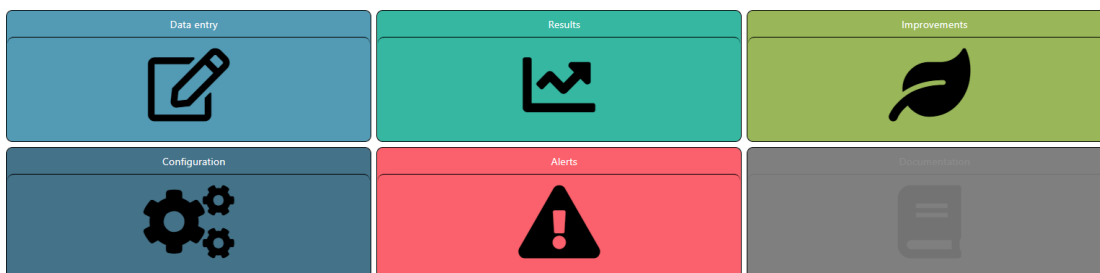 Data entry
Results
Improvements
Configuration
Alerts
Documentation